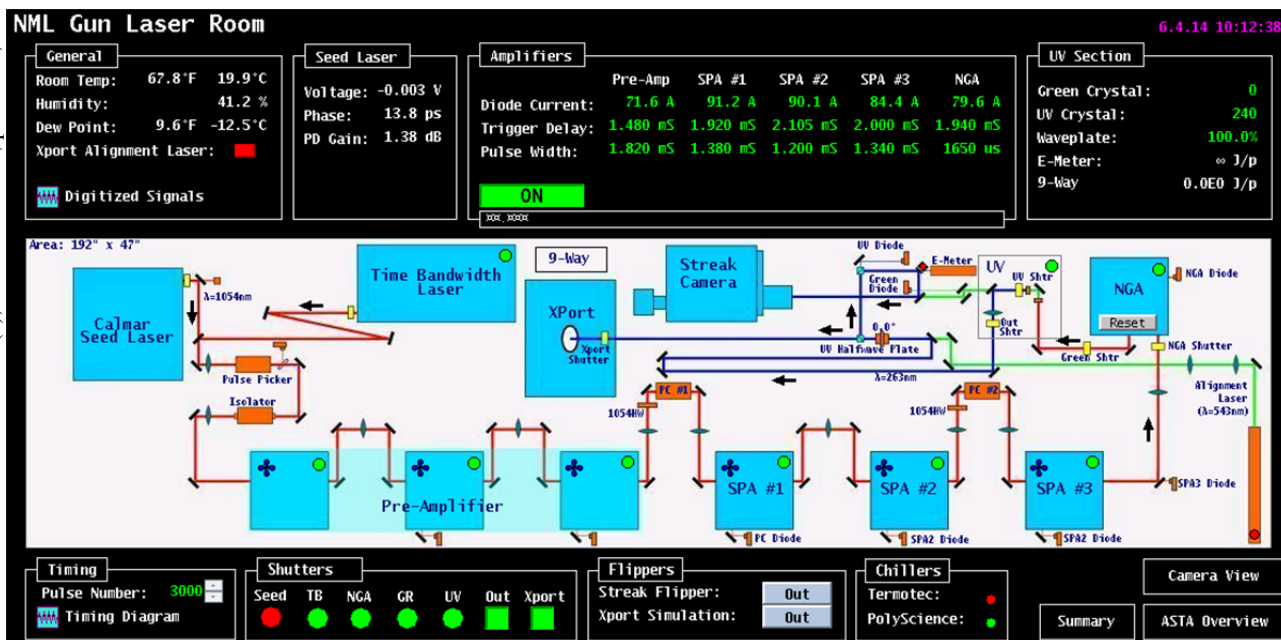 NML Gun Laser Room
6.4.14 10:12:38
General
Room Temp: 67.8°F 19.9°C
Humidity: 41.2 %
Dew Point: 9.6°F -12.5°C
Xport Alignment Laser:
Digitized Signals
Seed Laser
Voltage: -0.003 V
Phase: 13.8 ps
PD Gain: 1.38 dB
Amplifiers
Pre-Amp SPA #1 SPA #2 SPA #3 NGA
Diode Current: 71.6 A 91.2 A 90.1 A 84.4 A 79.6 A
Trigger Delay: 1.480 mS 1.920 mS 2.105 mS 2.000 mS 1.940 mS
Pulse Width: 1.820 mS 1.380 mS 1.200 mS 1.340 mS 1650 us
ON
UV Section
Green Crystal: 0
UV Crystal: 240
Waveplate: 100.0%
E-Meter: ∞ J/p
9-Way 0.0E0 J/p
Area: 192" x 47"
Calmar
Seed Laser
λ=1054nm
Time Bandwidth
Laser
9-Way
XPort
Xport
Shutter
Streak
Camera
UV Diode
E-Meter
Green
Diode
UV
UV Shtr
Out
Shtr
Green Shtr
NGA
Reset
NGA Diode
NGA Shutter
0.0°
UV Halfwave Plate
λ=263nm
Alignment
Laser
(λ=543nm)
Pulse Picker
Isolator
1054HW
PC #1
1054HW
PC #2
Pre-Amplifier
SPA #1
SPA #2
SPA #3
PC Diode
SPA2 Diode
SPA2 Diode
SPA3 Diode
Timing
Pulse Number: 3000
Timing Diagram
Shutters
Seed TB NGA GR UV Out Xport
Flippers
Streak Flipper: Out
Xport Simulation: Out
Chillers
Termotec:
PolyScience:
Camera View
Summary
ASTA Overview